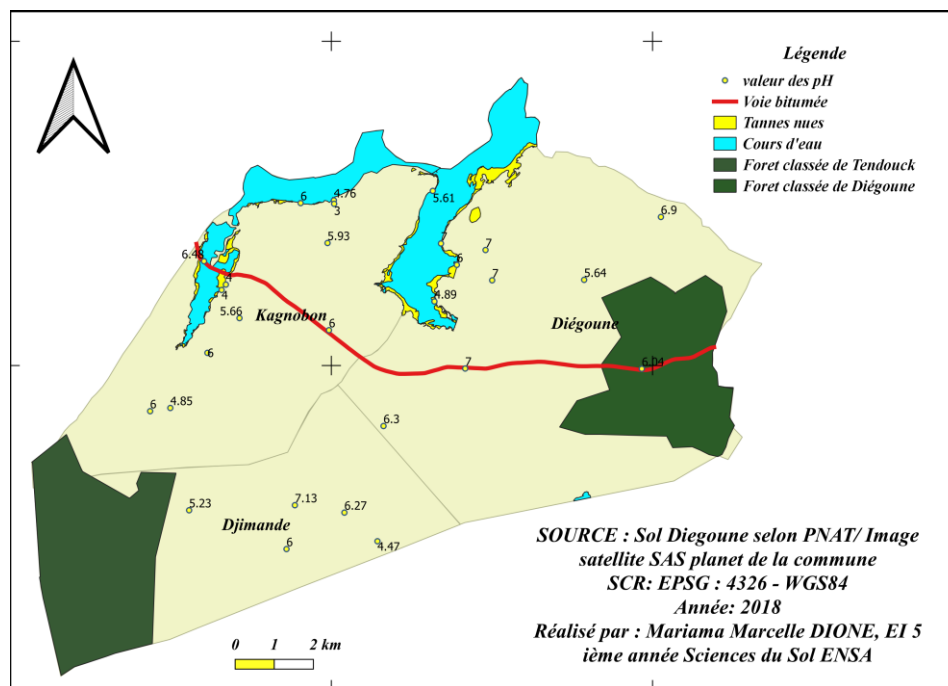 Légende
valeur des pH
Voie bitumée
Tannes nues
Cours d'eau
Foret classée de Tendouck
Foret classée de Diégoune
6
4.76
3
5.61
6.9
5.93
7
7
6.48
6
7
5.64
4
4
4.89
5.66
Kagnobon
6
Diégoune
6
7
6.04
6
4.85
6.3
5.23
7.13
6.27
Djimande
6
4.47
SOURCE : Sol Diegoune selon PNAT/ Image
satellite SAS planet de la commune
SCR: EPSG : 4326 - WGS84
Année: 2018
Réalisé par : Mariama Marcelle DIONE, EI 5
ième année Sciences du Sol ENSA
0 1 2 km